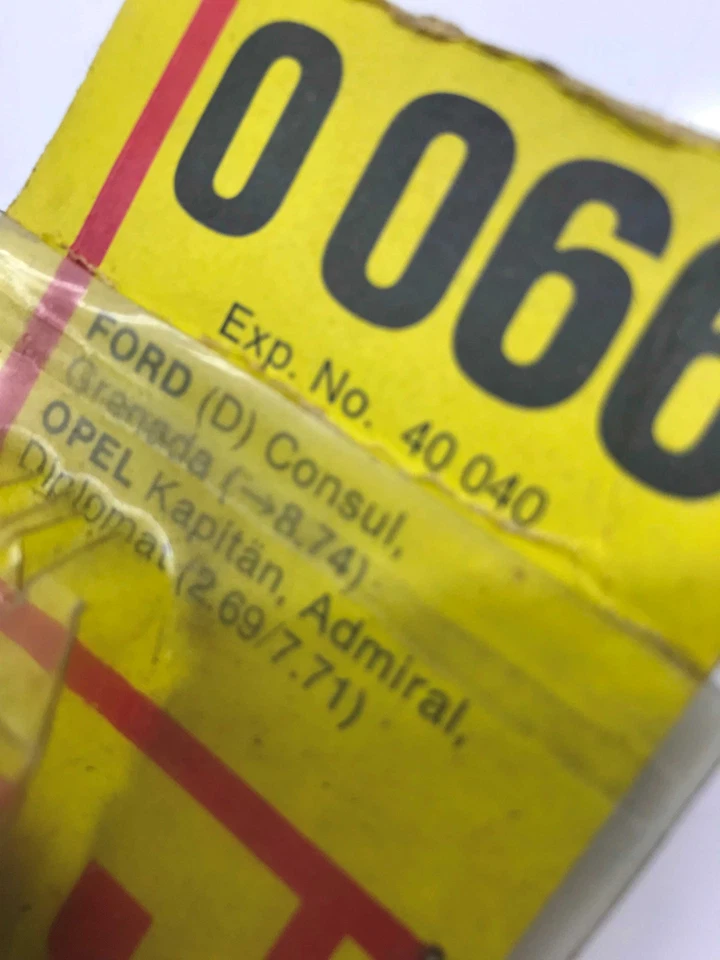 0 066
Exp. No. 40 040
FORD (D) Consul,
Granada (→8.74)
OPEL Kapitän, Admiral,
Diplomat (2.69/7.71)